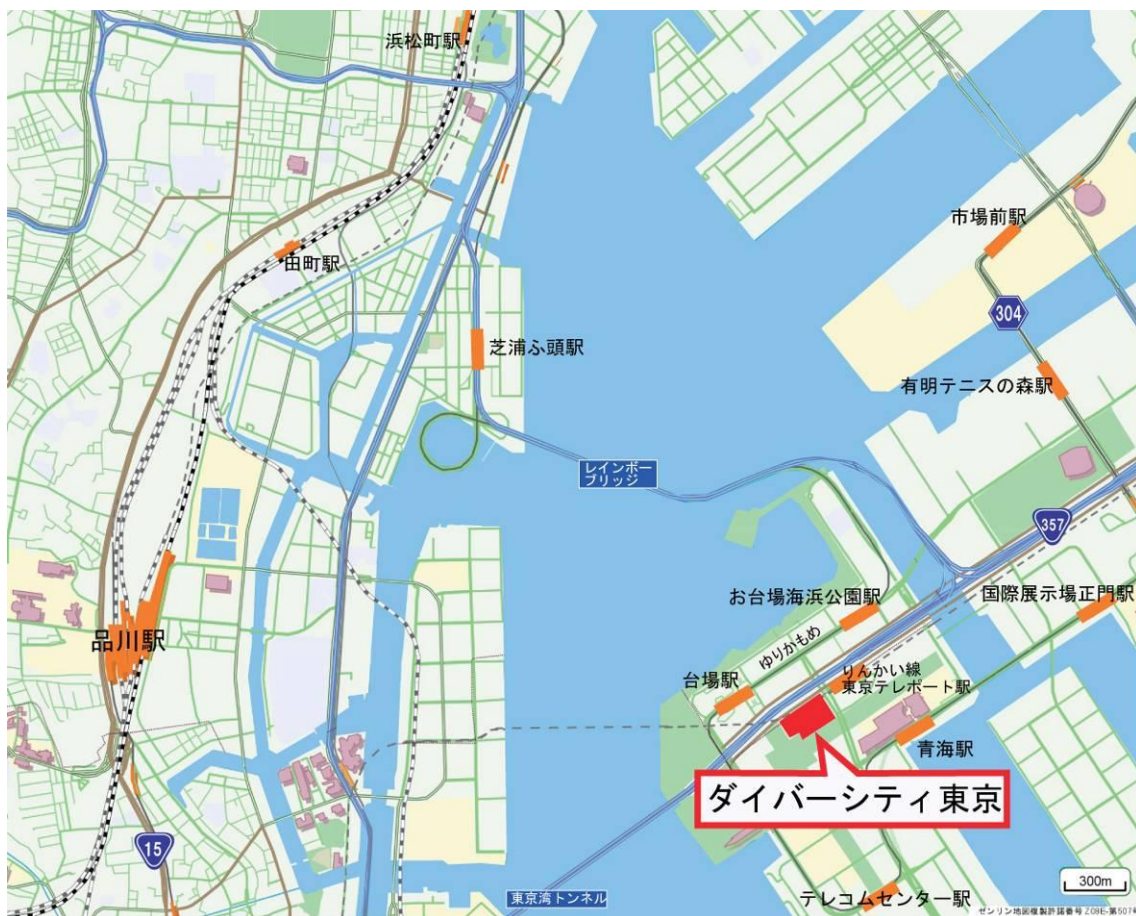 浜松町駅
市場前駅
田町駅
304
芝浦ふ頭駅
有明テニスの森駅
レインボー
ブリッジ
357
お台場海浜公園駅
国際展示場正門駅
ゆりかもめ
品川駅
りんかい線
東京テレポート駅
台場駅
青海駅
ダイバーシティ東京
15
300m
東京湾トンネル
テレコムセンター駅